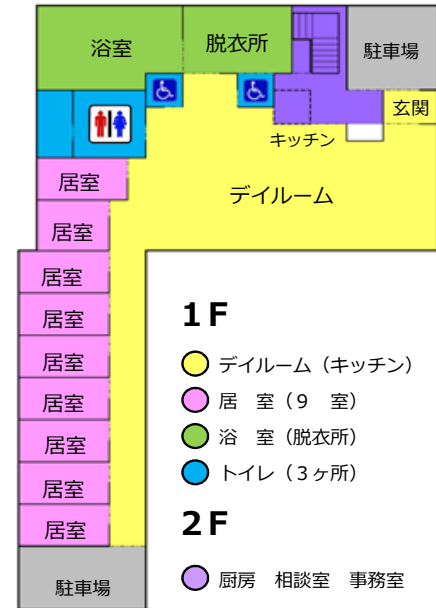 浴室
脱衣所
駐車場
玄関
キッチン
居室
デイルーム
居室
居室
居室
居室
居室
居室
居室
居室
駐車場
1F
デイルーム（キッチン）
居　室（９　室）
浴　室（脱衣所）
トイレ（３ヶ所）
2F
厨房　相談室　事務室